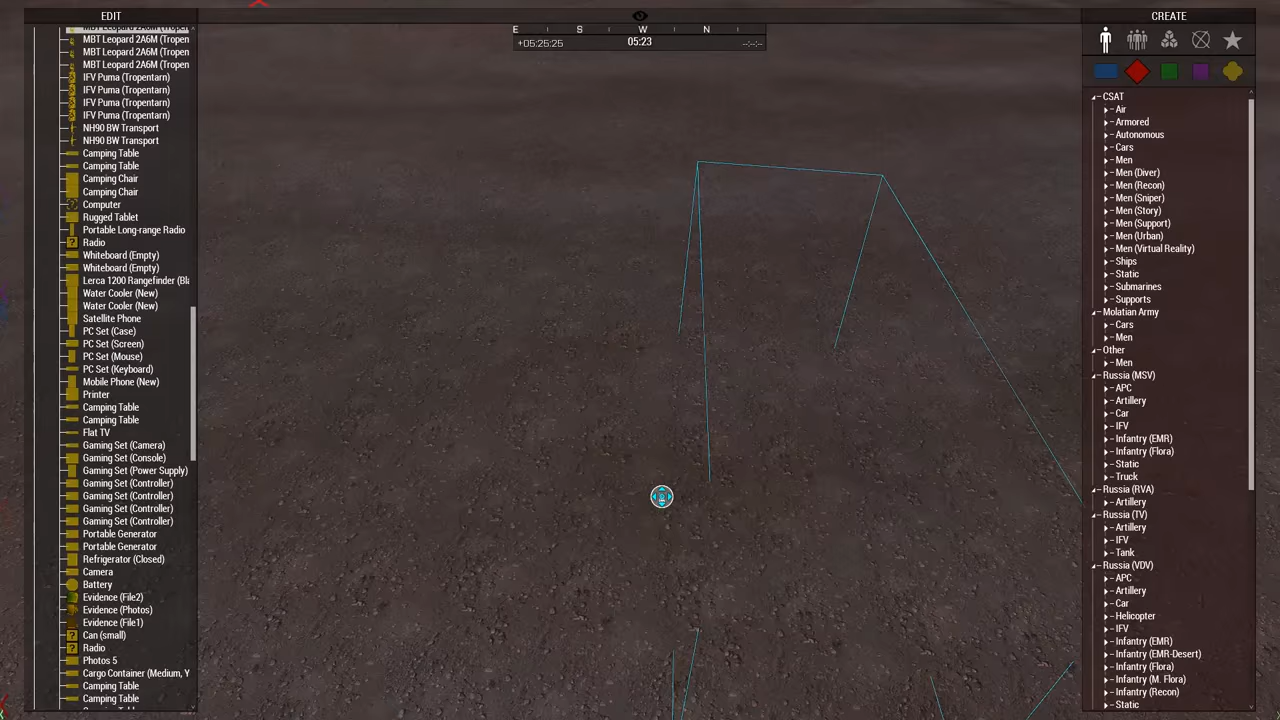 EDIT
MBT Leopard 2A6M (Tropen
MBT Leopard 2A6M (Tropen
MBT Leopard 2A6M (Tropen
MBT Leopard 2A6M (Tropen
IFV Puma (Tropentarn)
IFV Puma (Tropentarn)
IFV Puma (Tropentarn)
IFV Puma (Tropentarn)
NH90 BW Transport
NH90 BW Transport
Camping Table
Camping Table
Camping Chair
Camping Chair
Computer
Rugged Tablet
Portable Long-range Radio
Radio
Whiteboard (Empty)
Whiteboard (Empty)
Lerca 1200 Rangefinder (Bla
Water Cooler (New)
Water Cooler (New)
Satellite Phone
PC Set (Case)
PC Set (Screen)
PC Set (Mouse)
PC Set (Keyboard)
Mobile Phone (New)
Printer
Camping Table
Camping Table
Flat TV
Gaming Set (Camera)
Gaming Set (Console)
Gaming Set (Power Supply)
Gaming Set (Controller)
Gaming Set (Controller)
Gaming Set (Controller)
Gaming Set (Controller)
Portable Generator
Portable Generator
Refrigerator (Closed)
Camera
Battery
Evidence (File2)
Evidence (Photos)
Evidence (File1)
Can (small)
Radio
Photos 5
Cargo Container (Medium, Y
Camping Table
Camping Table
E S W N
+05:25:25 05:23 --:--
CREATE
CSAT
Air
Armored
Autonomous
Cars
Men
Men (Diver)
Men (Recon)
Men (Sniper)
Men (Story)
Men (Support)
Men (Urban)
Men (Virtual Reality)
Ships
Static
Submarines
Supports
Molatian Army
Cars
Men
Other
Men
Russia (MSV)
APC
Artillery
Car
IFV
Infantry (EMR)
Infantry (Flora)
Static
Truck
Russia (RVA)
Artillery
Russia (TV)
Artillery
IFV
Tank
Russia (VDV)
APC
Artillery
Car
Helicopter
IFV
Infantry (EMR)
Infantry (EMR-Desert)
Infantry (Flora)
Infantry (M. Flora)
Infantry (Recon)
Static